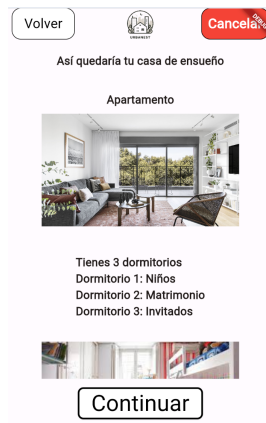 Volver
URBANEST
Cancelar
Así quedaría tu casa de ensueño
Apartamento
Tienes 3 dormitorios
Dormitorio 1: Niños
Dormitorio 2: Matrimonio
Dormitorio 3: Invitados
Continuar